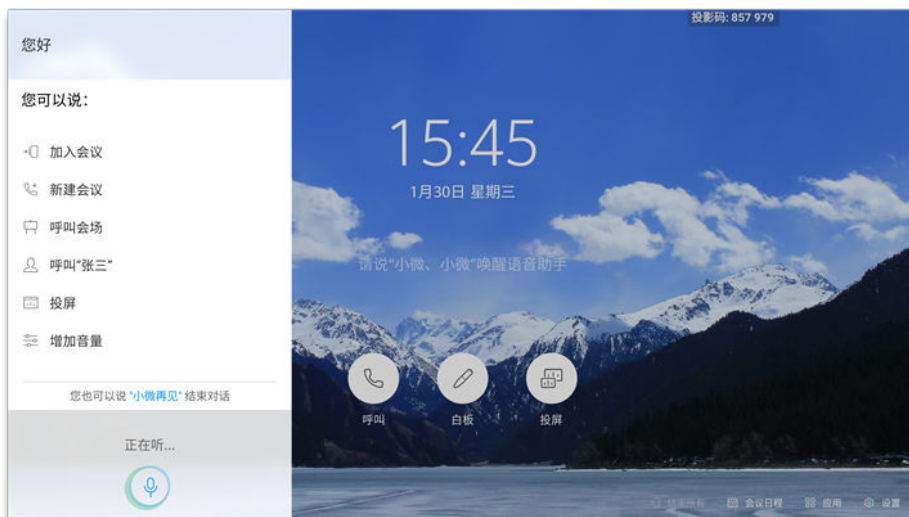 您好
您可以说：
加入会议
新建会议
呼叫会场
呼叫“张三”
投屏
增加音量
您也可以说 “小微再见” 结束对话
正在听...
投影码: 857 979
15:45
1月30日 星期三
请说“小微、小微”唤醒语音助手
呼叫
白板
投屏
结束所有
会议日程
应用
设置